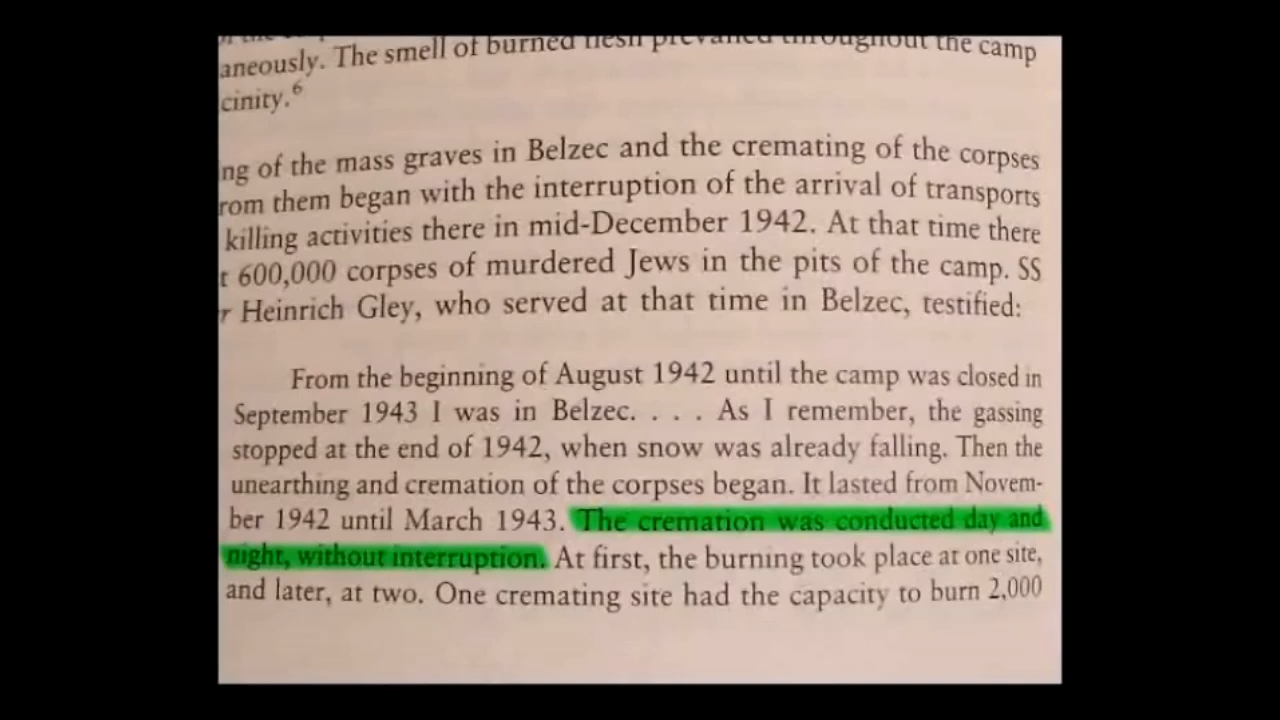 aneously. The smell of burned flesh prevailed throughout the camp
cinity.6
ng of the mass graves in Belzec and the cremating of the corpses
rom them began with the interruption of the arrival of transports
killing activities there in mid-December 1942. At that time there
t 600,000 corpses of murdered Jews in the pits of the camp. SS
r Heinrich Gley, who served at that time in Belzec, testified:
From the beginning of August 1942 until the camp was closed in
September 1943 I was in Belzec. . . . As I remember, the gassing
stopped at the end of 1942, when snow was already falling. Then the
unearthing and cremation of the corpses began. It lasted from Novem-
ber 1942 until March 1943. The cremation was conducted day and
night, without interruption. At first, the burning took place at one site,
and later, at two. One cremating site had the capacity to burn 2,000